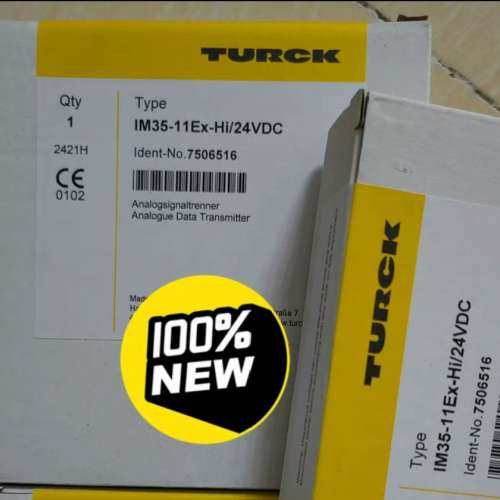 TURCK
Qty
1
2421H
CE
0102
Type
IM35-11Ex-Hi/24VDC
Ident-No.7506516
Analogsignaltrenner
Analogue Data Transmitter
100%
NEW
TURCK
Type
IM35-11Ex-Hi/24VDC
Ident-No.7506516